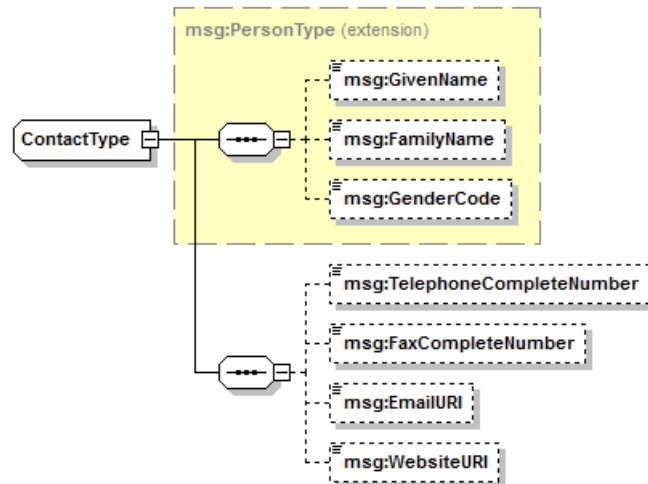 msg:PersonType (extension)
msg:GivenName
ContactType
msg:FamilyName
msg:GenderCode
msg:TelephoneCompleteNumber
msg:FaxCompleteNumber
msg:EmailURI
msg:WebsiteURI